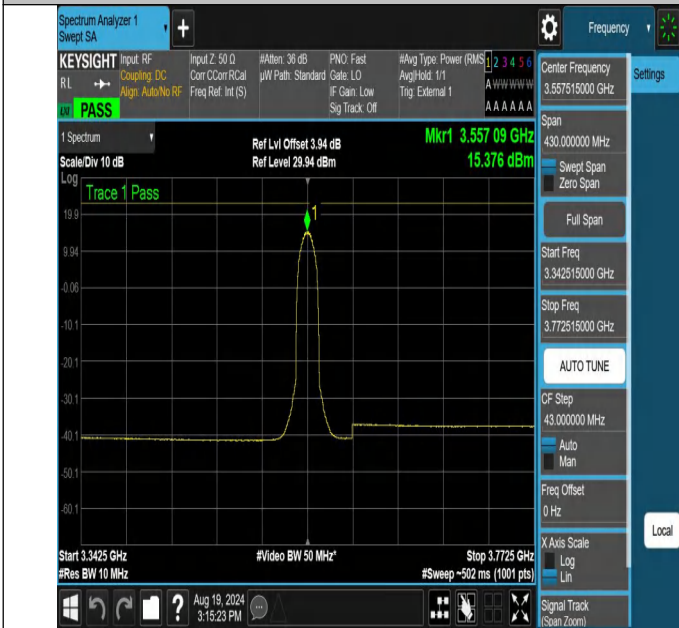 Spectrum Analyzer 1
Swept SA
+
Frequency
KEYSIGHT
RL
PASS
Input: RF
Coupling: DC
Align: Auto/No RF
Input Z: 50 Ω
Corr CCorr RCal
Freq Ref: Int (S)
#Atten: 36 dB
µW Path: Standard
PNO: Fast
Gate: LO
IF Gain: Low
Sig Track: Off
#Avg Type: Power (RMS
Avg|Hold: 1/1
Trig: External 1
1 2 3 4 5 6
A W W W W W
A A A A A A
1 Spectrum
Scale/Div 10 dB
Log
Ref Lvl Offset 3.94 dB
Ref Level 29.94 dBm
Mkr1 3.557 09 GHz
15.376 dBm
Trace 1 Pass
1
19.9
9.94
-0.06
-10.1
-20.1
-30.1
-40.1
-50.1
-60.1
Start 3.3425 GHz
#Res BW 10 MHz
#Video BW 50 MHz*
Stop 3.7725 GHz
#Sweep ~502 ms (1001 pts)
Center Frequency
3.557515000 GHz
Settings
Span
430.000000 MHz
Swept Span
Zero Span
Full Span
Start Freq
3.342515000 GHz
Stop Freq
3.772515000 GHz
AUTO TUNE
CF Step
43.000000 MHz
Auto
Man
Freq Offset
0 Hz
Local
X Axis Scale
Log
Lin
Signal Track
(Span Zoom)
?
Aug 19, 2024
3:15:23 PM